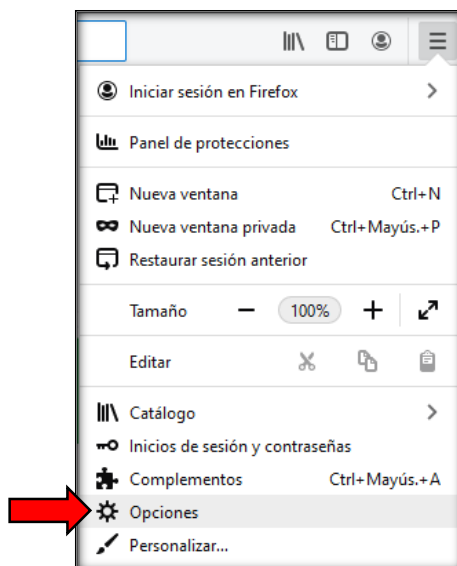 Iniciar sesión en Firefox
Panel de protecciones
Nueva ventana Ctrl+N
Nueva ventana privada Ctrl+Mayús.+P
Restaurar sesión anterior
Tamaño 100%
Editar
Catálogo
Inicios de sesión y contraseñas
Complementos Ctrl+Mayús.+A
Opciones
Personalizar...